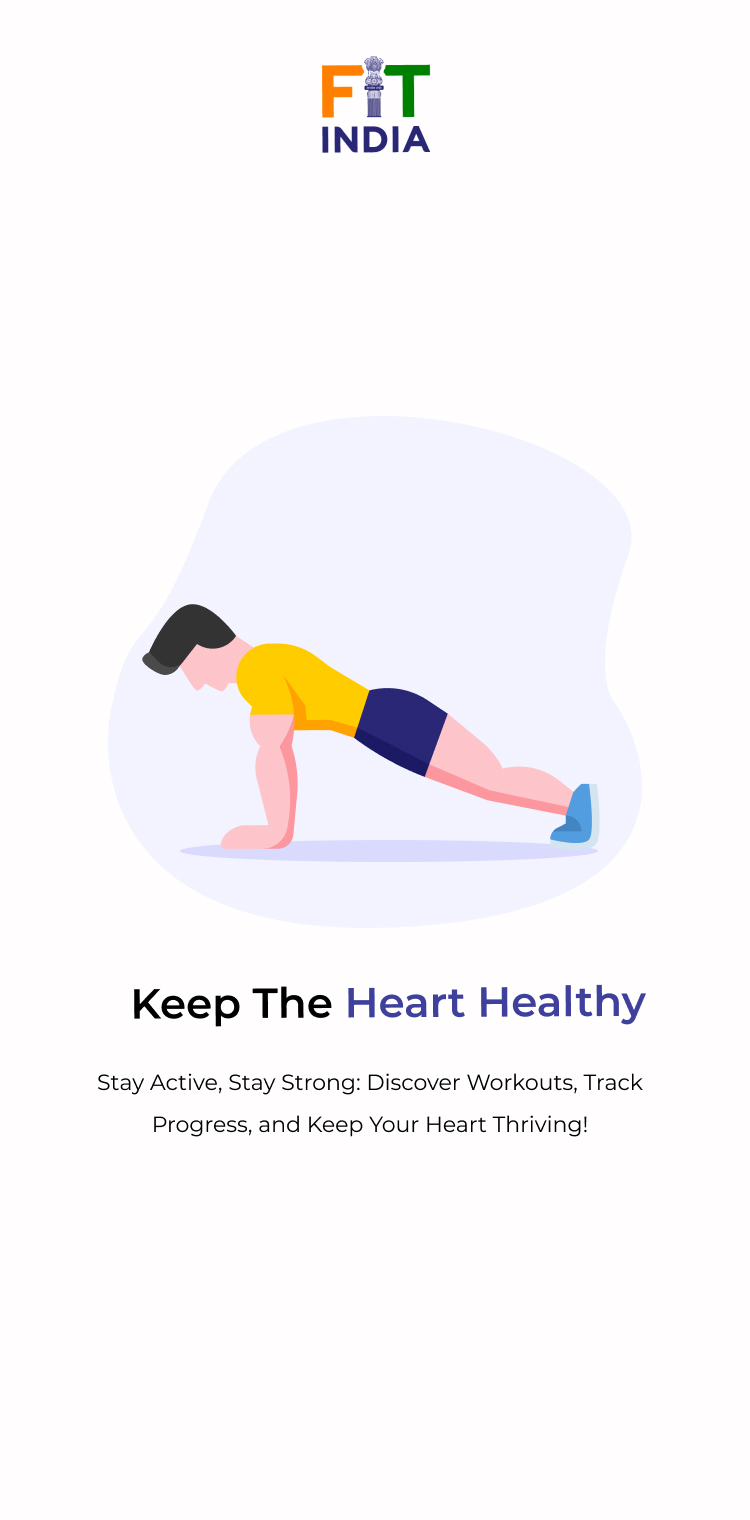 FiT
INDIA
Keep The Heart Healthy
Stay Active, Stay Strong: Discover Workouts, Track
Progress, and Keep Your Heart Thriving!